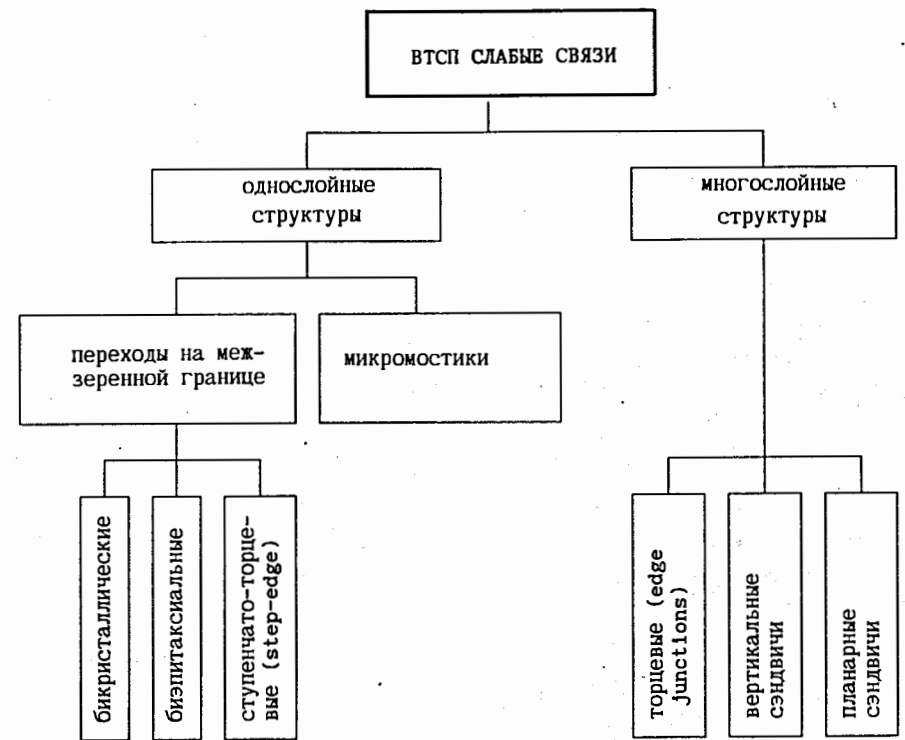 ВТСП СЛАБЫЕ СВЯЗИ
однослойные
структуры
многослойные
структуры
переходы на меж-
зеренной границе
микромостики
бикристаллические
биэпитаксиальные
ступенчато-торце-
вые (step-edge)
торцевые (edge
junctions)
вертикальные
сэндвичи
планарные
сэндвичи